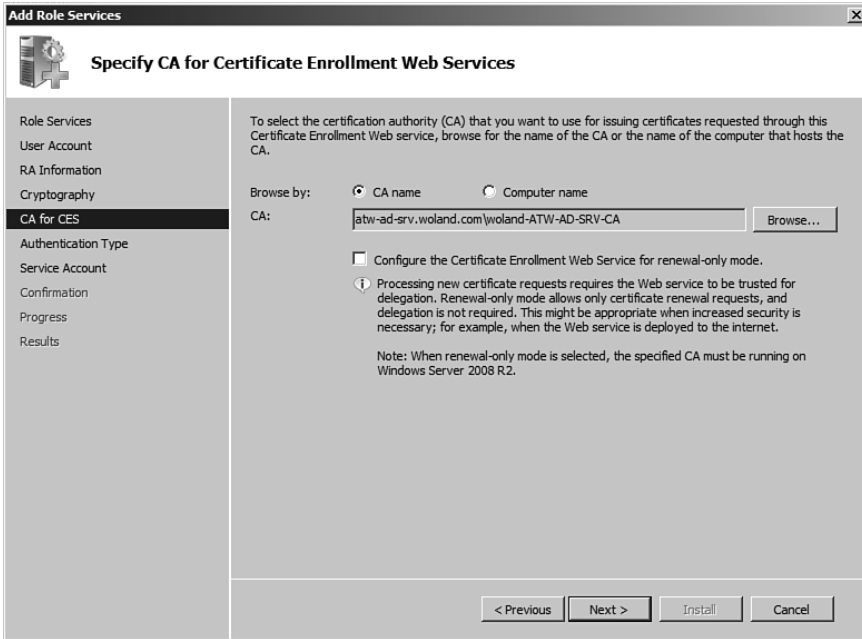 Add Role Services
Specify CA for Certificate Enrollment Web Services
Role Services
User Account
RA Information
Cryptography
CA for CES
Authentication Type
Service Account
Confirmation
Progress
Results
To select the certification authority (CA) that you want to use for issuing certificates requested through this
Certificate Enrollment Web service, browse for the name of the CA or the name of the computer that hosts the
CA.
Browse by: CA name Computer name
CA: atw-ad-srv.woland.com\woland-ATW-AD-SRV-CA Browse...
Configure the Certificate Enrollment Web Service for renewal-only mode.
Processing new certificate requests requires the Web service to be trusted for
delegation. Renewal-only mode allows only certificate renewal requests, and
delegation is not required. This might be appropriate when increased security is
necessary; for example, when the Web service is deployed to the internet.
Note: When renewal-only mode is selected, the specified CA must be running on
Windows Server 2008 R2.
< Previous Next > Install Cancel